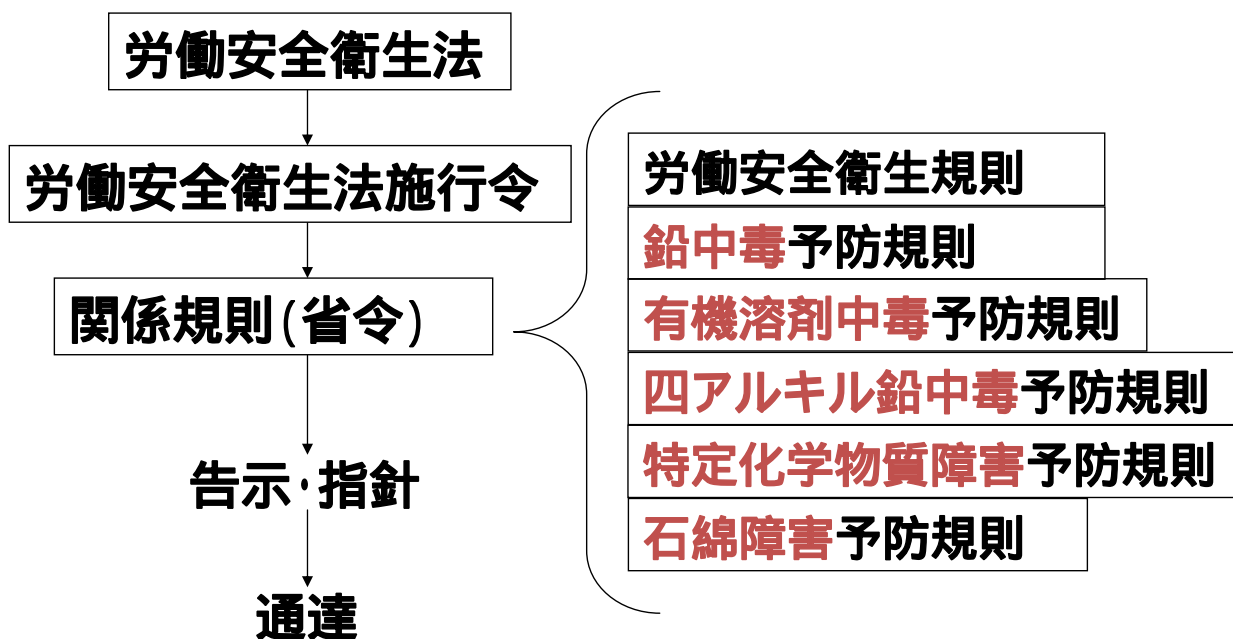 労働安全衛生法
労働安全衛生法施行令
関係規則(省令)
告示・指針
通達
労働安全衛生規則
鉛中毒予防規則
有機溶剤中毒予防規則
四アルキル鉛中毒予防規則
特定化学物質障害予防規則
石綿障害予防規則